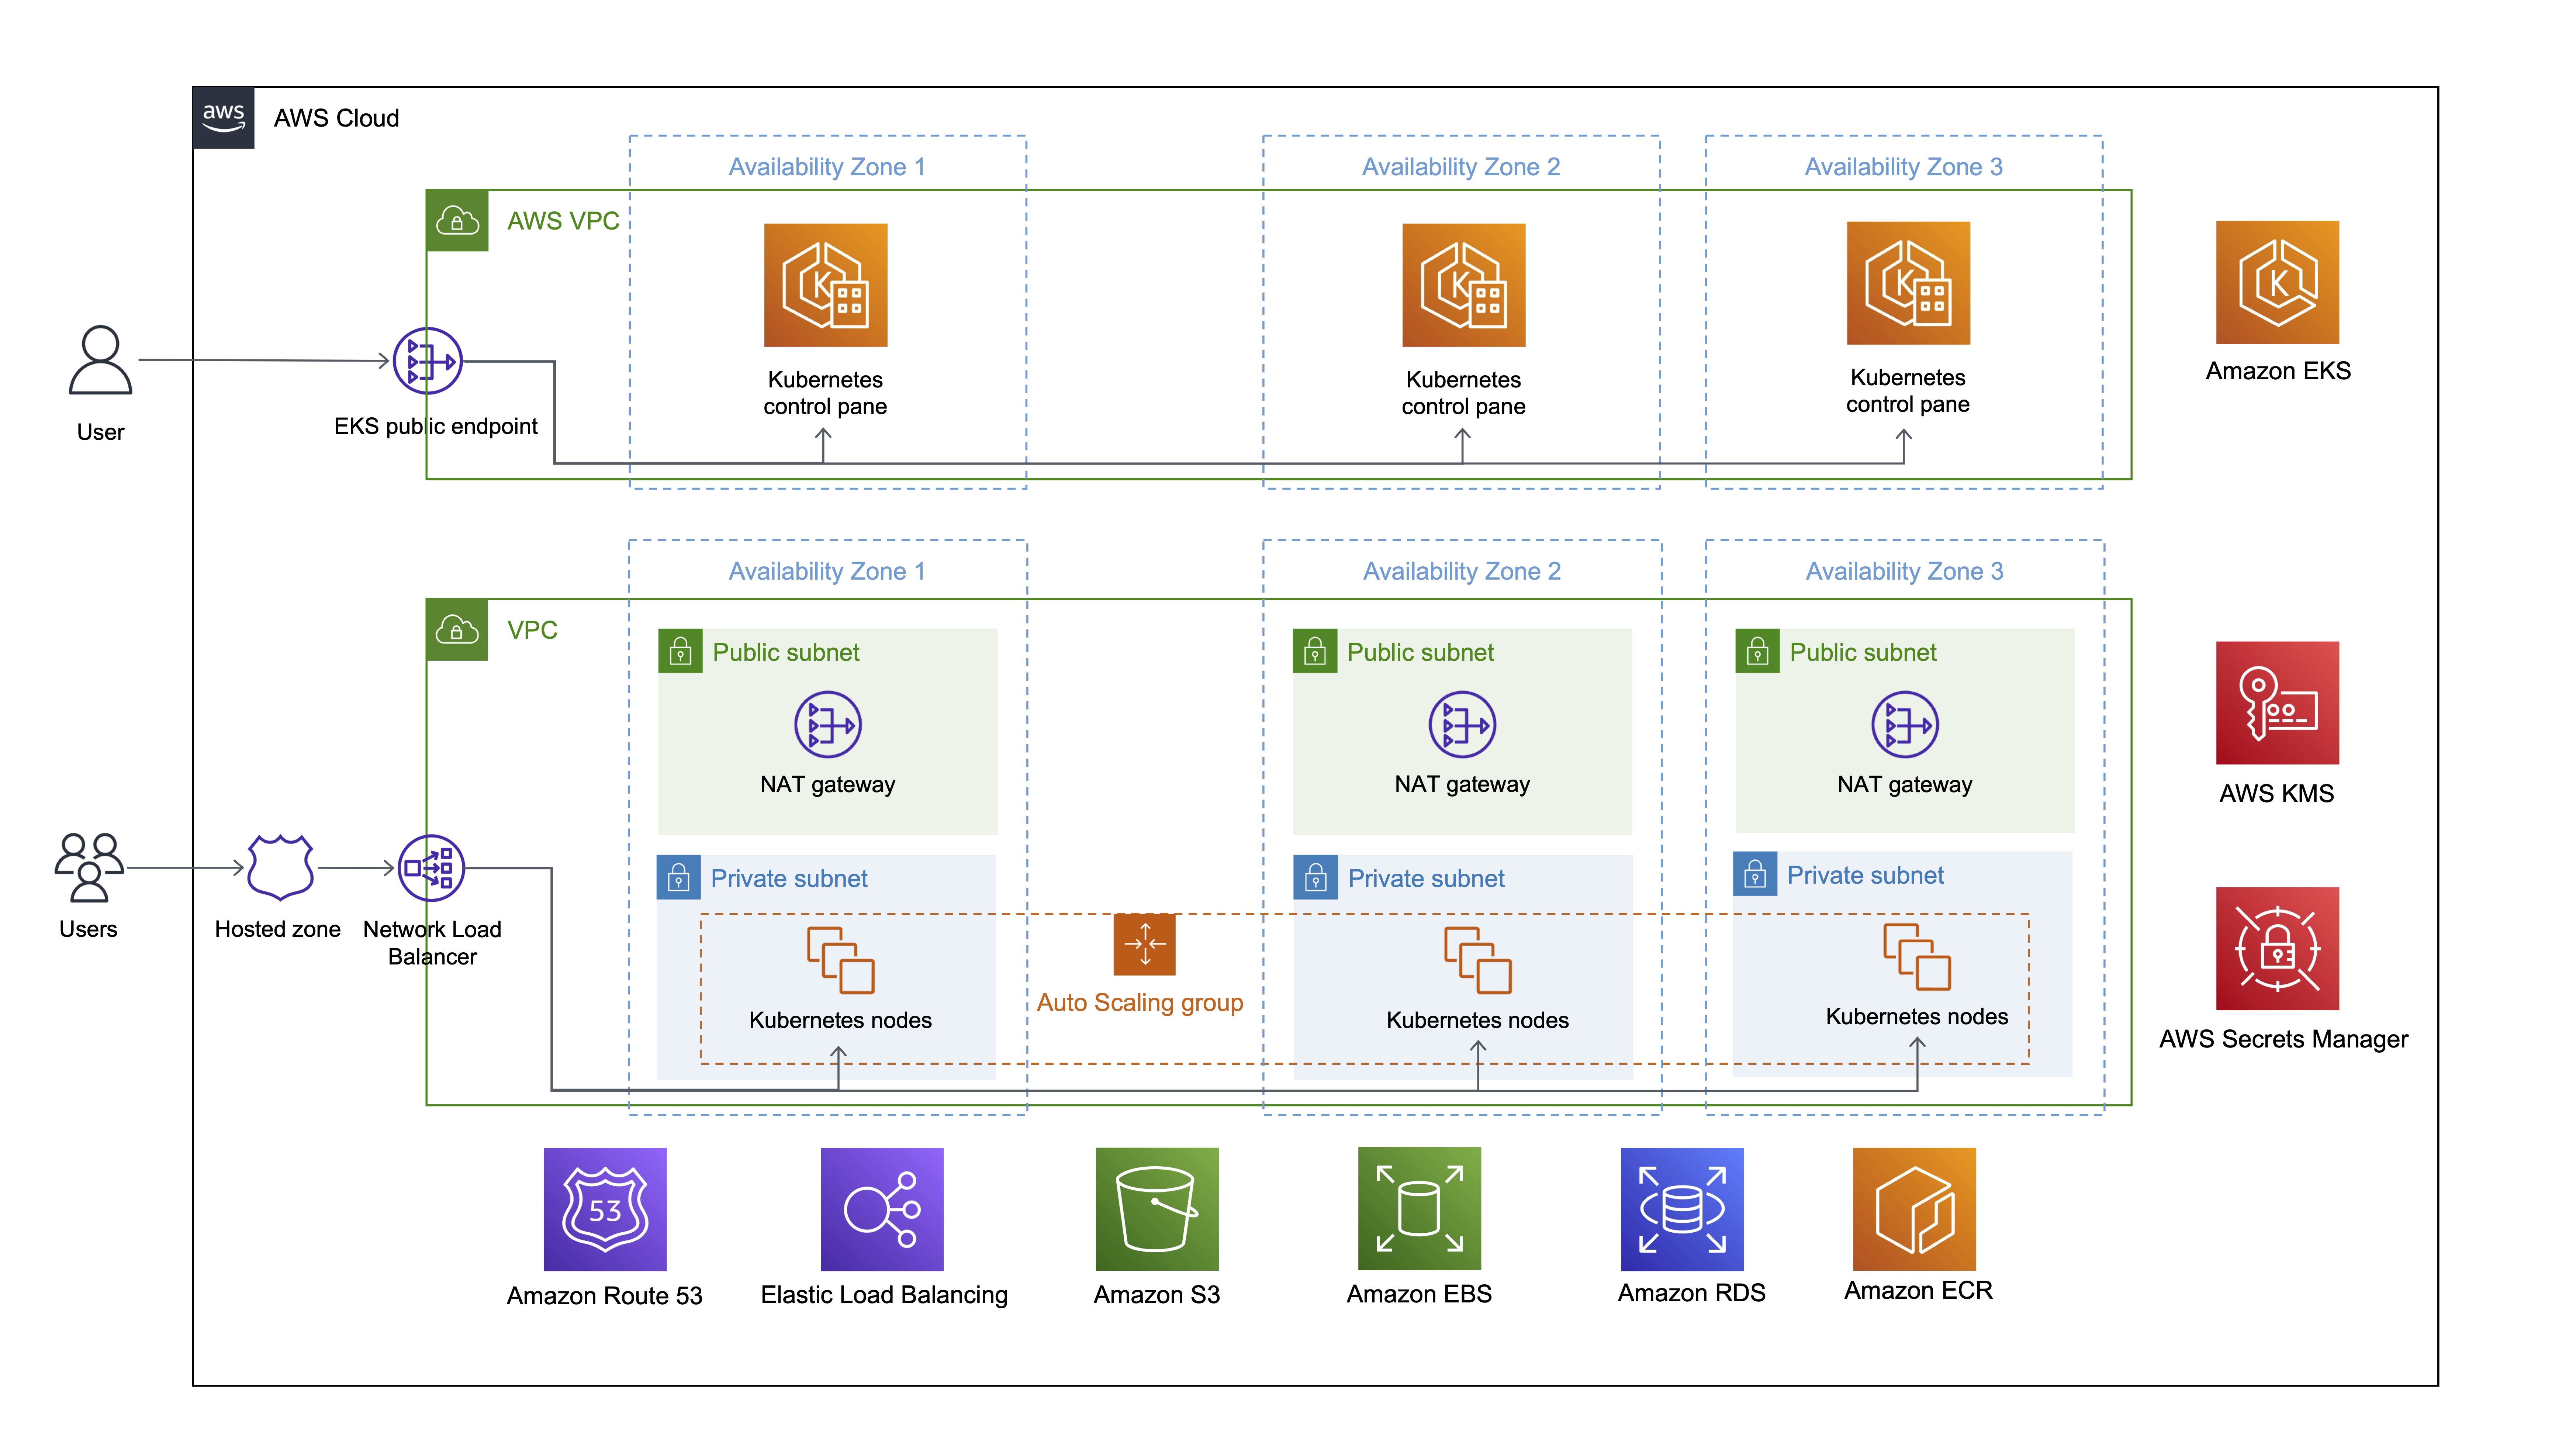 aws
AWS Cloud
Availability Zone 1
Availability Zone 2
Availability Zone 3
AWS VPC
K
K
K
K
Kubernetes
control pane
Kubernetes
control pane
Kubernetes
control pane
Amazon EKS
User
EKS public endpoint
Availability Zone 1
Availability Zone 2
Availability Zone 3
VPC
Public subnet
Public subnet
Public subnet
NAT gateway
NAT gateway
NAT gateway
AWS KMS
Private subnet
Private subnet
Private subnet
Users
Hosted zone
Network Load
Balancer
Auto Scaling group
Kubernetes nodes
Kubernetes nodes
Kubernetes nodes
AWS Secrets Manager
53
Amazon Route 53
Elastic Load Balancing
Amazon S3
Amazon EBS
Amazon RDS
Amazon ECR